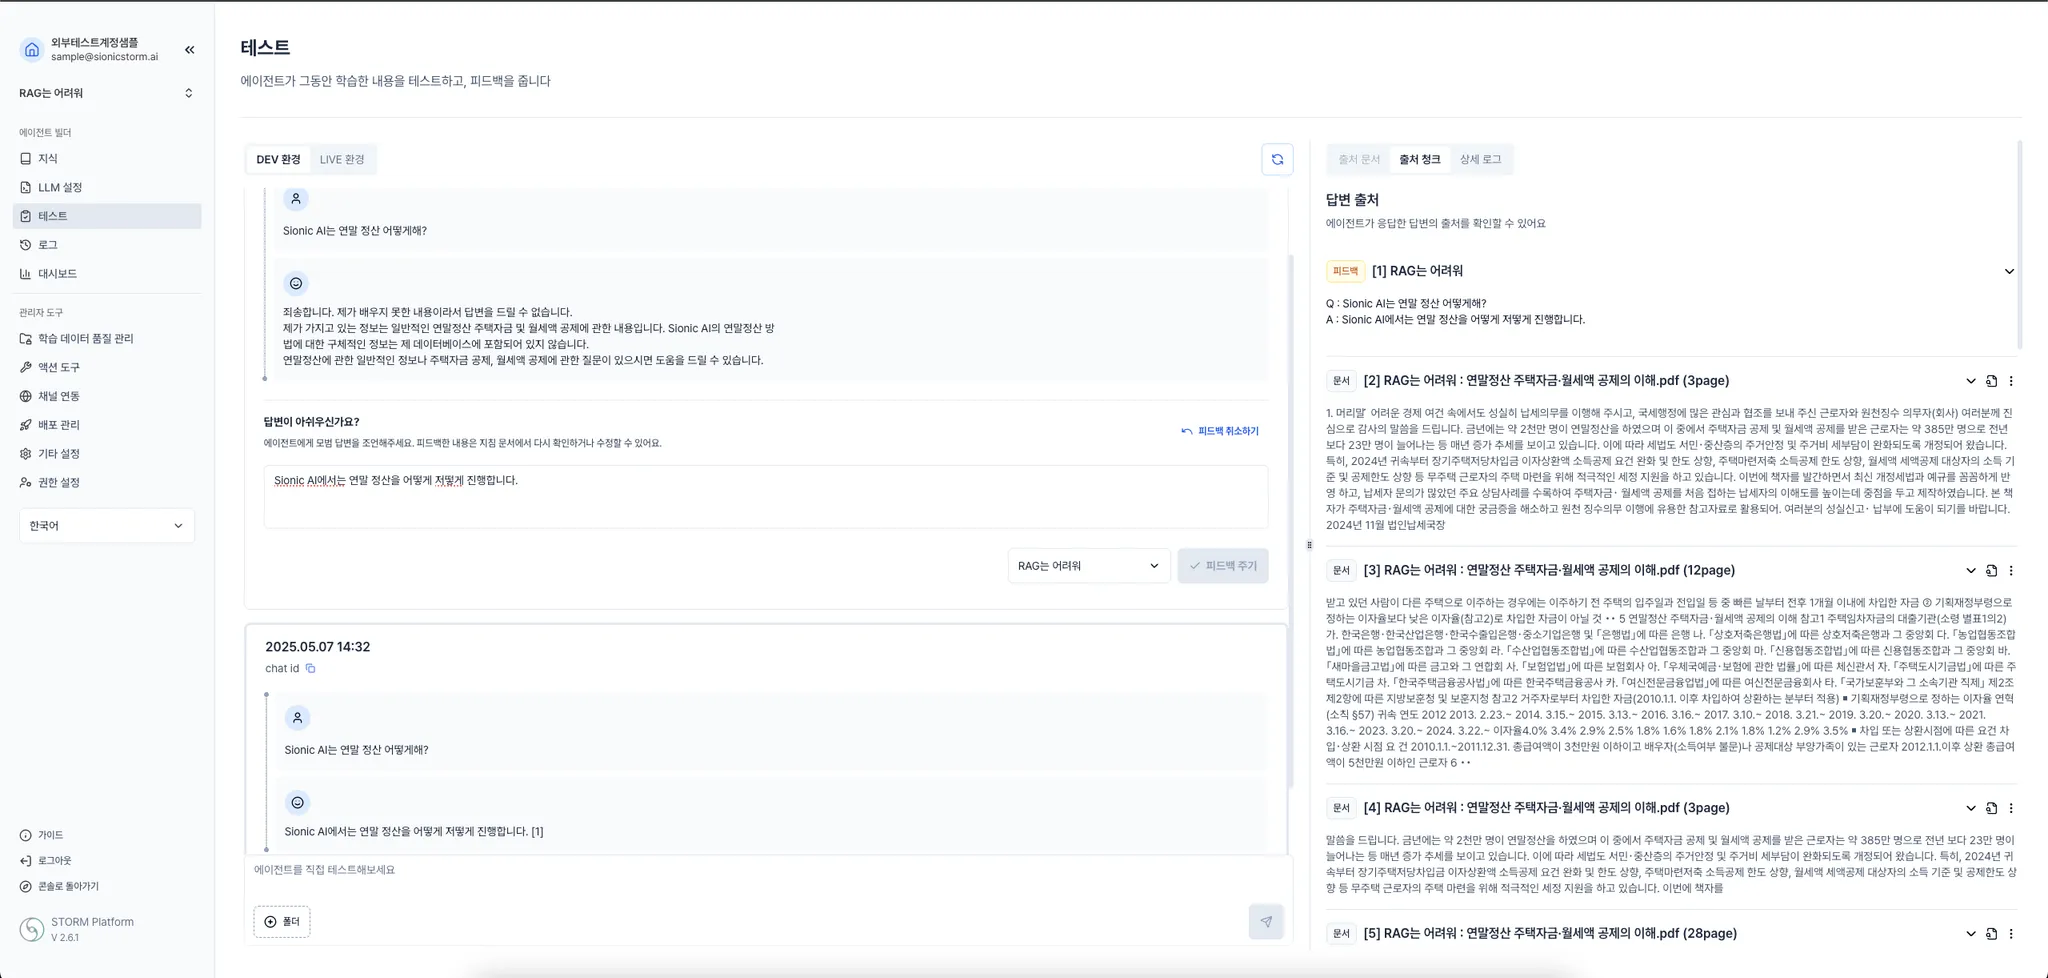 외부테스트계정샘플
sample@sionicstorm.ai
RAG는 어려워
에이전트 빌더
지식
LLM 설정
테스트
로그
대시보드
관리자 도구
학습 데이터 품질 관리
액션 도구
채널 연동
배포 관리
기타 설정
권한 설정
한국어
가이드
로그아웃
콘솔로 돌아가기
STORM Platform
V 2.6.1
테스트
에이전트가 그동안 학습한 내용을 테스트하고, 피드백을 줍니다
DEV 환경
LIVE 환경
Sionic AI는 연말 정산 어떻게해?
죄송합니다. 제가 배우지 못한 내용이라서 답변을 드릴 수 없습니다.
제가 가지고 있는 정보는 일반적인 연말정산 주택자금 및 월세액 공제에 관한 내용입니다. Sionic AI의 연말정산 방
법에 대한 구체적인 정보는 제 데이터베이스에 포함되어 있지 않습니다.
연말정산에 관한 일반적인 정보나 주택자금 공제, 월세액 공제에 관한 질문이 있으시면 도움을 드릴 수 있습니다.
답변이 아쉬우신가요?
에이전트에게 모범 답변을 조언해주세요. 피드백한 내용은 지침 문서에서 다시 확인하거나 수정할 수 있어요.
피드백 취소하기
Sionic AI에서는 연말 정산을 어떻게 저떻게 진행합니다.
RAG는 어려워
피드백 주기
2025.05.07 14:32
chat id
Sionic AI는 연말 정산 어떻게해?
Sionic AI에서는 연말 정산을 어떻게 저떻게 진행합니다. [1]
에이전트를 직접 테스트해보세요
폴더
출처 문서
출처 청크
상세 로그
답변 출처
에이전트가 응답한 답변의 출처를 확인할 수 있어요
피드백
[1] RAG는 어려워
Q : Sionic AI는 연말 정산 어떻게해?
A : Sionic AI에서는 연말 정산을 어떻게 저떻게 진행합니다.
문서
[2] RAG는 어려워 : 연말정산 주택자금·월세액 공제의 이해.pdf (3page)
1. 머리말 어려운 경제 여건 속에서도 성실히 납세의무를 이행해 주시고, 국세행정에 많은 관심과 협조를 보내 주신 근로자와 원천징수 의무자(회사) 여러분께 진
심으로 감사의 말씀을 드립니다. 금년에는 약 2천만 명이 연말정산을 하였으며 이 중에서 주택자금 공제 및 월세액 공제를 받은 근로자는 약 385만 명으로 전년
보다 23만 명이 늘어나는 등 매년 증가 추세를 보이고 있습니다. 이에 따라 세법도 서민·중산층의 주거안정 및 주거비 세부담이 완화되도록 개정되어 왔습니다.
특히, 2024년 귀속부터 장기주택저당차입금 이자상환액 소득공제 요건 완화 및 한도 상향, 주택마련저축 소득공제 한도 상향, 월세액 세액공제 대상자의 소득 기
준 및 공제한도 상향 등 무주택 근로자의 주택 마련을 위해 적극적인 세정 지원을 하고 있습니다. 이번에 책자를 발간하면서 최신 개정세법과 예규를 꼼꼼하게 반
영 하고, 납세자 문의가 많았던 주요 상담사례를 수록하여 주택자금· 월세액 공제를 처음 접하는 납세자의 이해도를 높이는데 중점을 두고 제작하였습니다. 본 책
자가 주택자금·월세액 공제에 대한 궁금증을 해소하고 원천 징수의무 이행에 유용한 참고자료로 활용되어, 여러분의 성실신고· 납부에 도움이 되기를 바랍니다.
2024년 11월 법인납세국장
문서
[3] RAG는 어려워 : 연말정산 주택자금·월세액 공제의 이해.pdf (12page)
받고 있던 사람이 다른 주택으로 이주하는 경우에는 이주하기 전 주택의 입주일과 전입일 등 중 빠른 날부터 전후 1개월 이내에 차입한 자금 ② 기획재정부령으로
정하는 이자율보다 낮은 이자율(참고2)로 차입한 자금이 아닐 것 •• 5 연말정산 주택자금·월세액 공제의 이해 참고1 주택임차자금의 대출기관(소령 별표1의2)
가. 한국은행·한국산업은행·한국수출입은행·중소기업은행 및 ｢은행법｣에 따른 은행 나. ｢상호저축은행법｣에 따른 상호저축은행과 그 중앙회 다. ｢농업협동조합
법｣에 따른 농업협동조합과 그 중앙회 라. ｢수산업협동조합법｣에 따른 수산업협동조합과 그 중앙회 마. ｢신용협동조합법｣에 따른 신용협동조합과 그 중앙회 바.
｢새마을금고법｣에 따른 금고와 그 연합회 사. ｢보험업법｣에 따른 보험회사 아. ｢우체국예금·보험에 관한 법률｣에 따른 체신관서 자. ｢주택도시기금법｣에 따른 주
택도시기금 차. ｢한국주택금융공사법｣에 따른 한국주택금융공사 카. ｢여신전문금융업법｣에 따른 여신전문금융회사 타. ｢국가보훈부와 그 소속기관 직제｣ 제2조
제2항에 따른 지방보훈청 및 보훈지청 참고2 거주자로부터 차입한 자금(2010.1.1. 이후 차입하여 상환하는 분부터 적용) ▪ 기획재정부령으로 정하는 이자율 연혁
(소칙 §57) 귀속 연도 2012 2013. 2.23.~ 2014. 3.15.~ 2015. 3.13.~ 2016. 3.16.~ 2017. 3.10.~ 2018. 3.21.~ 2019. 3.20.~ 2020. 3.13.~ 2021.
3.16.~ 2023. 3.20.~ 2024. 3.22.~ 이자율4.0% 3.4% 2.9% 2.5% 1.8% 1.6% 1.8% 2.1% 1.8% 1.2% 2.9% 3.5% ▪ 차입 또는 상환시점에 따른 요건 차
입·상환 시점 요 건 2010.1.1.~2011.12.31. 총급여액이 3천만원 이하이고 배우자(소득여부 불문)나 공제대상 부양가족이 있는 근로자 2012.1.1.이후 상환 총급여
액이 5천만원 이하인 근로자 6 ••
문서
[4] RAG는 어려워 : 연말정산 주택자금·월세액 공제의 이해.pdf (3page)
말씀을 드립니다. 금년에는 약 2천만 명이 연말정산을 하였으며 이 중에서 주택자금 공제 및 월세액 공제를 받은 근로자는 약 385만 명으로 전년 보다 23만 명이
늘어나는 등 매년 증가 추세를 보이고 있습니다. 이에 따라 세법도 서민·중산층의 주거안정 및 주거비 세부담이 완화되도록 개정되어 왔습니다. 특히, 2024년 귀
속부터 장기주택저당차입금 이자상환액 소득공제 요건 완화 및 한도 상향, 주택마련저축 소득공제 한도 상향, 월세액 세액공제 대상자의 소득 기준 및 공제한도 상
향 등 무주택 근로자의 주택 마련을 위해 적극적인 세정 지원을 하고 있습니다. 이번에 책자를
문서
[5] RAG는 어려워 : 연말정산 주택자금·월세액 공제의 이해.pdf (28page)